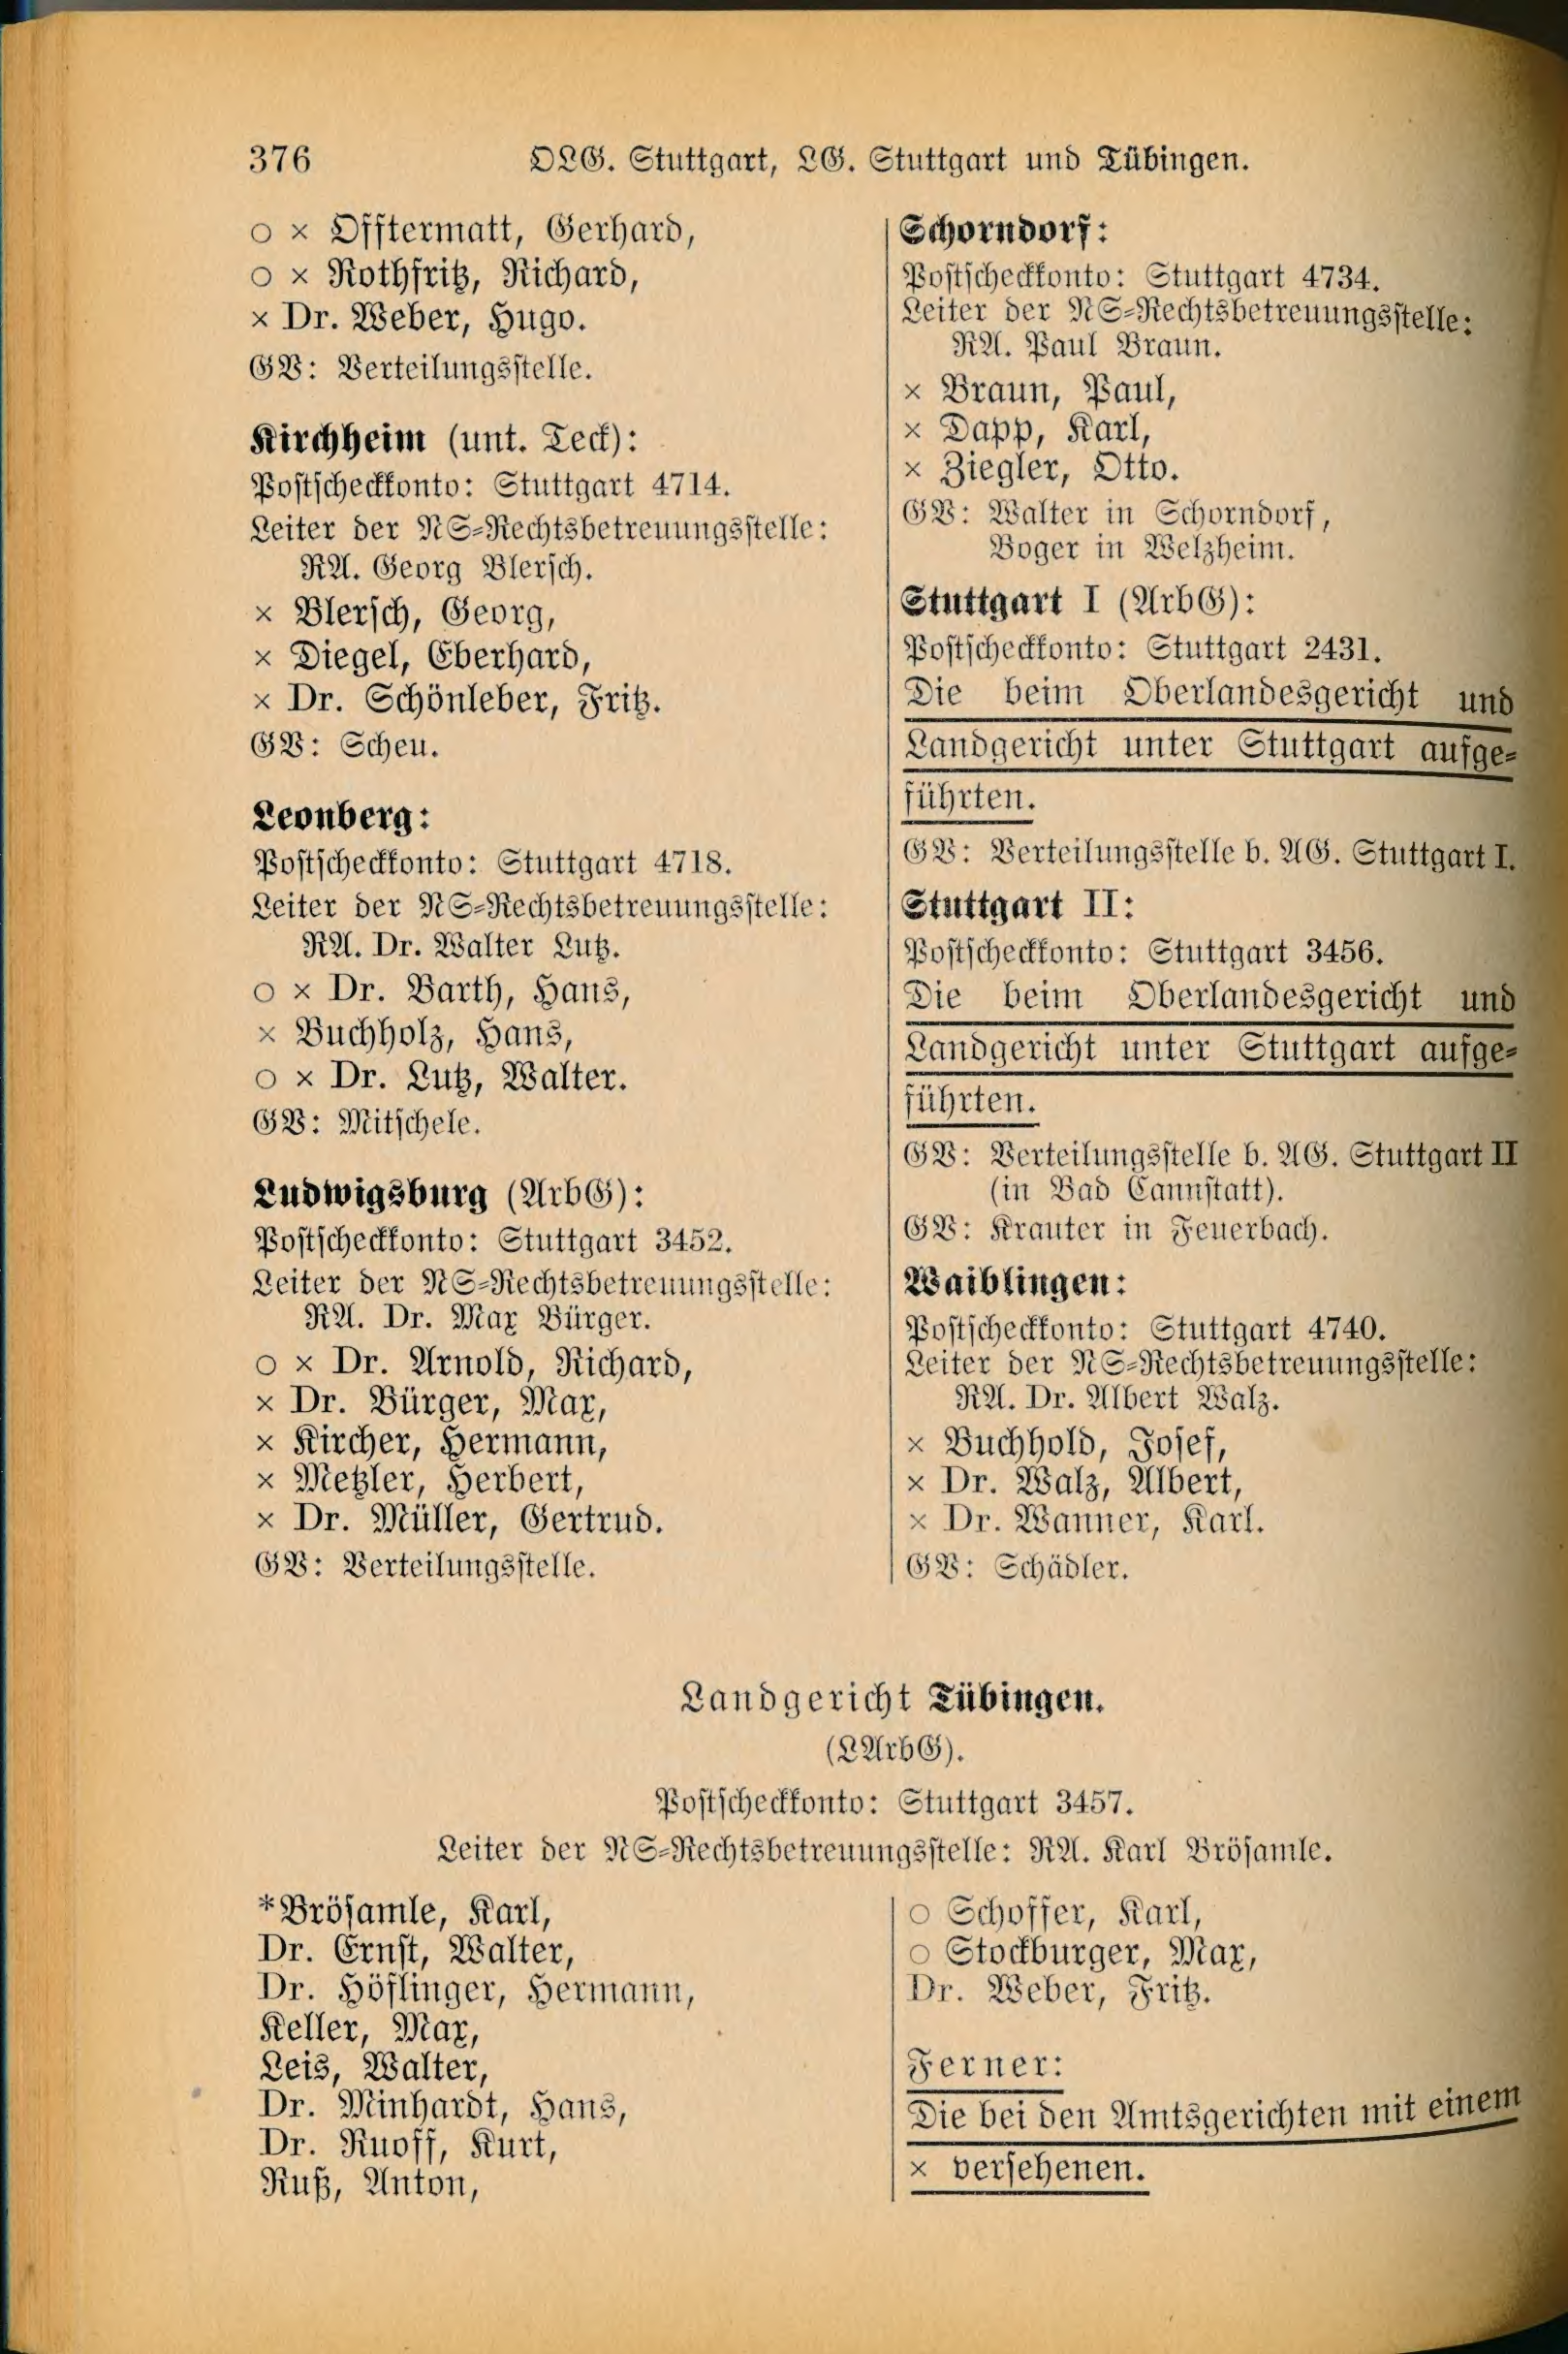 376 OLG. Stuttgart, LG. Stuttgart und Tübingen.
○ × Offtermatt, Gerhard,
○ × Rothfritz, Richard,
× Dr. Weber, Hugo.
GV: Verteilungsstelle.
Kirchheim (unt. Teck):
Postscheckkonto: Stuttgart 4714.
Leiter der NS-Rechtsbetreuungsstelle:
RA. Georg Blersch.
× Blersch, Georg,
× Diegel, Eberhard,
× Dr. Schönleber, Fritz.
GV: Scheu.
Leonberg:
Postscheckkonto: Stuttgart 4718.
Leiter der NS-Rechtsbetreuungsstelle:
RA. Dr. Walter Lutz.
○ × Dr. Barth, Hans,
× Buchholz, Hans,
○ × Dr. Lutz, Walter.
GV: Mitschele.
Ludwigsburg (ArbG):
Postscheckkonto: Stuttgart 3452.
Leiter der NS-Rechtsbetreuungsstelle:
RA. Dr. Max Bürger.
○ × Dr. Arnold, Richard,
× Dr. Bürger, Max,
× Kircher, Hermann,
× Metzler, Herbert,
× Dr. Müller, Gertrud.
GV: Verteilungsstelle.
Schorndorf:
Postscheckkonto: Stuttgart 4734.
Leiter der NS-Rechtsbetreuungsstelle:
RA. Paul Braun.
× Braun, Paul,
× Dapp, Karl,
× Ziegler, Otto.
GV: Walter in Schorndorf,
Boger in Welzheim.
Stuttgart I (ArbG):
Postscheckkonto: Stuttgart 2431.
Die beim Oberlandesgericht und
Landgericht unter Stuttgart aufge-
führten.
GV: Verteilungsstelle b. AG. Stuttgart I.
Stuttgart II:
Postscheckkonto: Stuttgart 3456.
Die beim Oberlandesgericht und
Landgericht unter Stuttgart aufge-
führten.
GV: Verteilungsstelle b. AG. Stuttgart II
(in Bad Cannstatt).
GV: Krauter in Feuerbach.
Waiblingen:
Postscheckkonto: Stuttgart 4740.
Leiter der NS-Rechtsbetreuungsstelle:
RA. Dr. Albert Walz.
× Buchhold, Josef,
× Dr. Walz, Albert,
× Dr. Wanner, Karl.
GV: Schädler.
Landgericht Tübingen.
(LArbG).
Postscheckkonto: Stuttgart 3457.
Leiter der NS-Rechtsbetreuungsstelle: RA. Karl Brösamle.
*Brösamle, Karl,
Dr. Ernst, Walter,
Dr. Höflinger, Hermann,
Keller, Max,
Leis, Walter,
Dr. Minhardt, Hans,
Dr. Ruoff, Kurt,
Ruß, Anton,
○ Schoffer, Karl,
○ Stockburger, Max,
Dr. Weber, Fritz.
Ferner:
Die bei den Amtsgerichten mit einem
× versehenen.